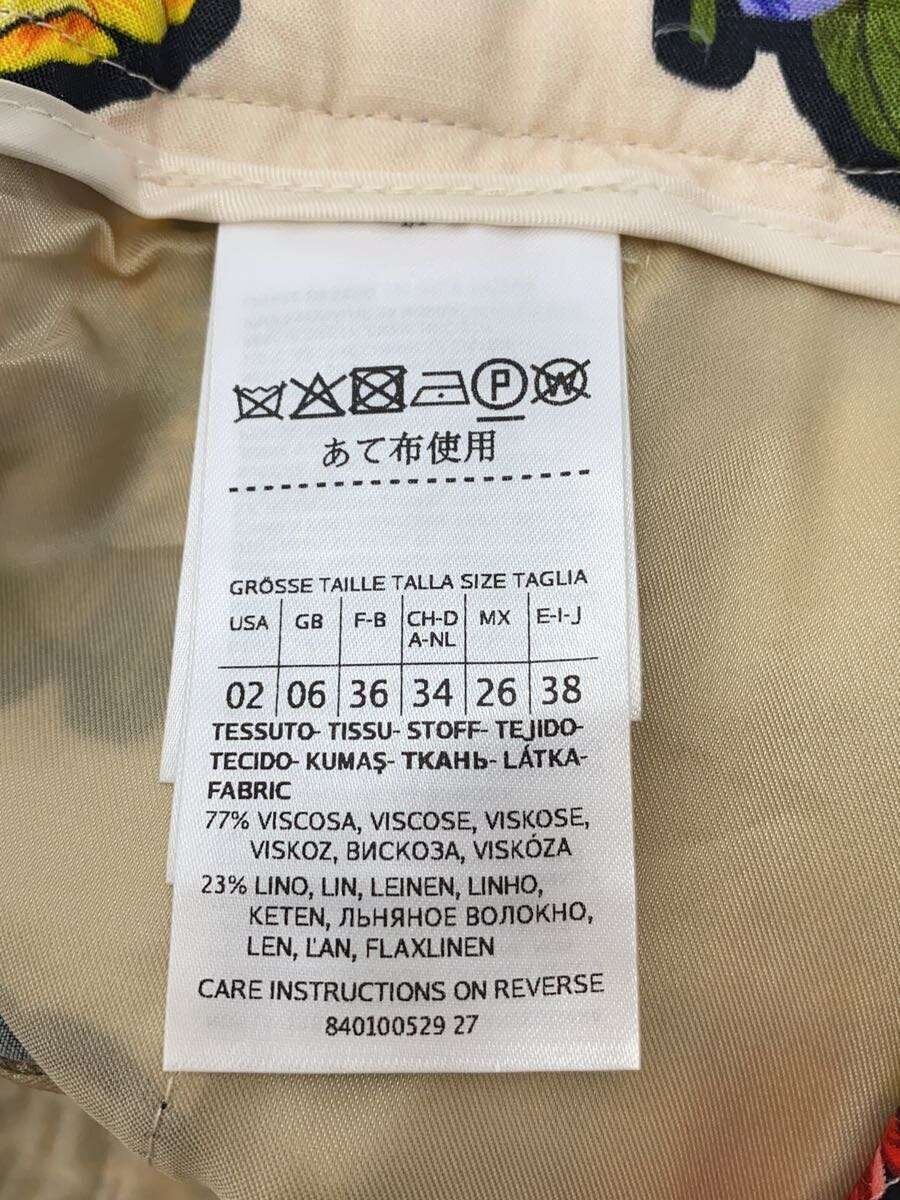 P W
あて布使用
GRÖSSE TAILLE TALLA SIZE TAGLIA
USA GB F-B CH-D MX E-I-J
A-NL
02 06 36 34 26 38
TESSUTO- TISSU- STOFF- TEJIDO-
TECIDO- KUMAŞ- ТКАНЬ- LÁTKA-
FABRIC
77% VISCOSA, VISCOSE, VISKOSE,
VISKOZ, ВИСКОЗА, VISKÓZA
23% LINO, LIN, LEINEN, LINHO,
KETEN, ЛЬНЯНОЕ ВОЛОКНО,
LEN, ĽAN, FLAXLINEN
CARE INSTRUCTIONS ON REVERSE
840100529 27